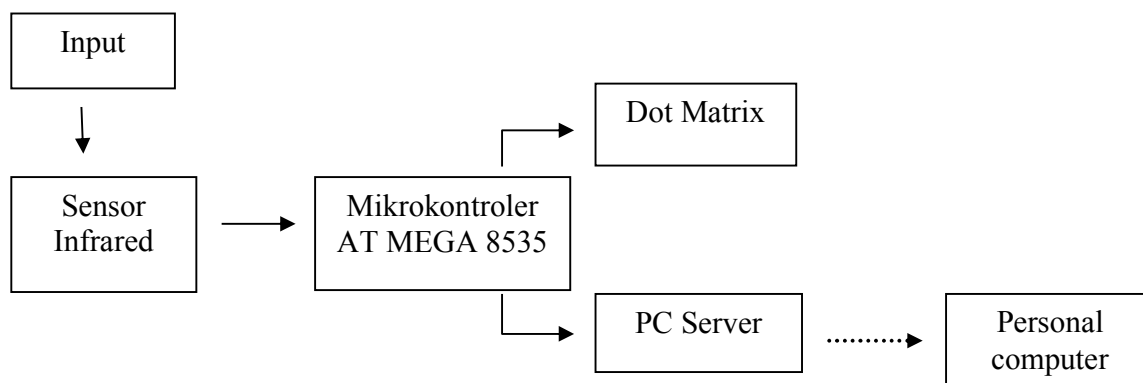 Input
Dot Matrix
Sensor
Infrared
Mikrokontroler
AT MEGA 8535
PC Server
Personal
computer